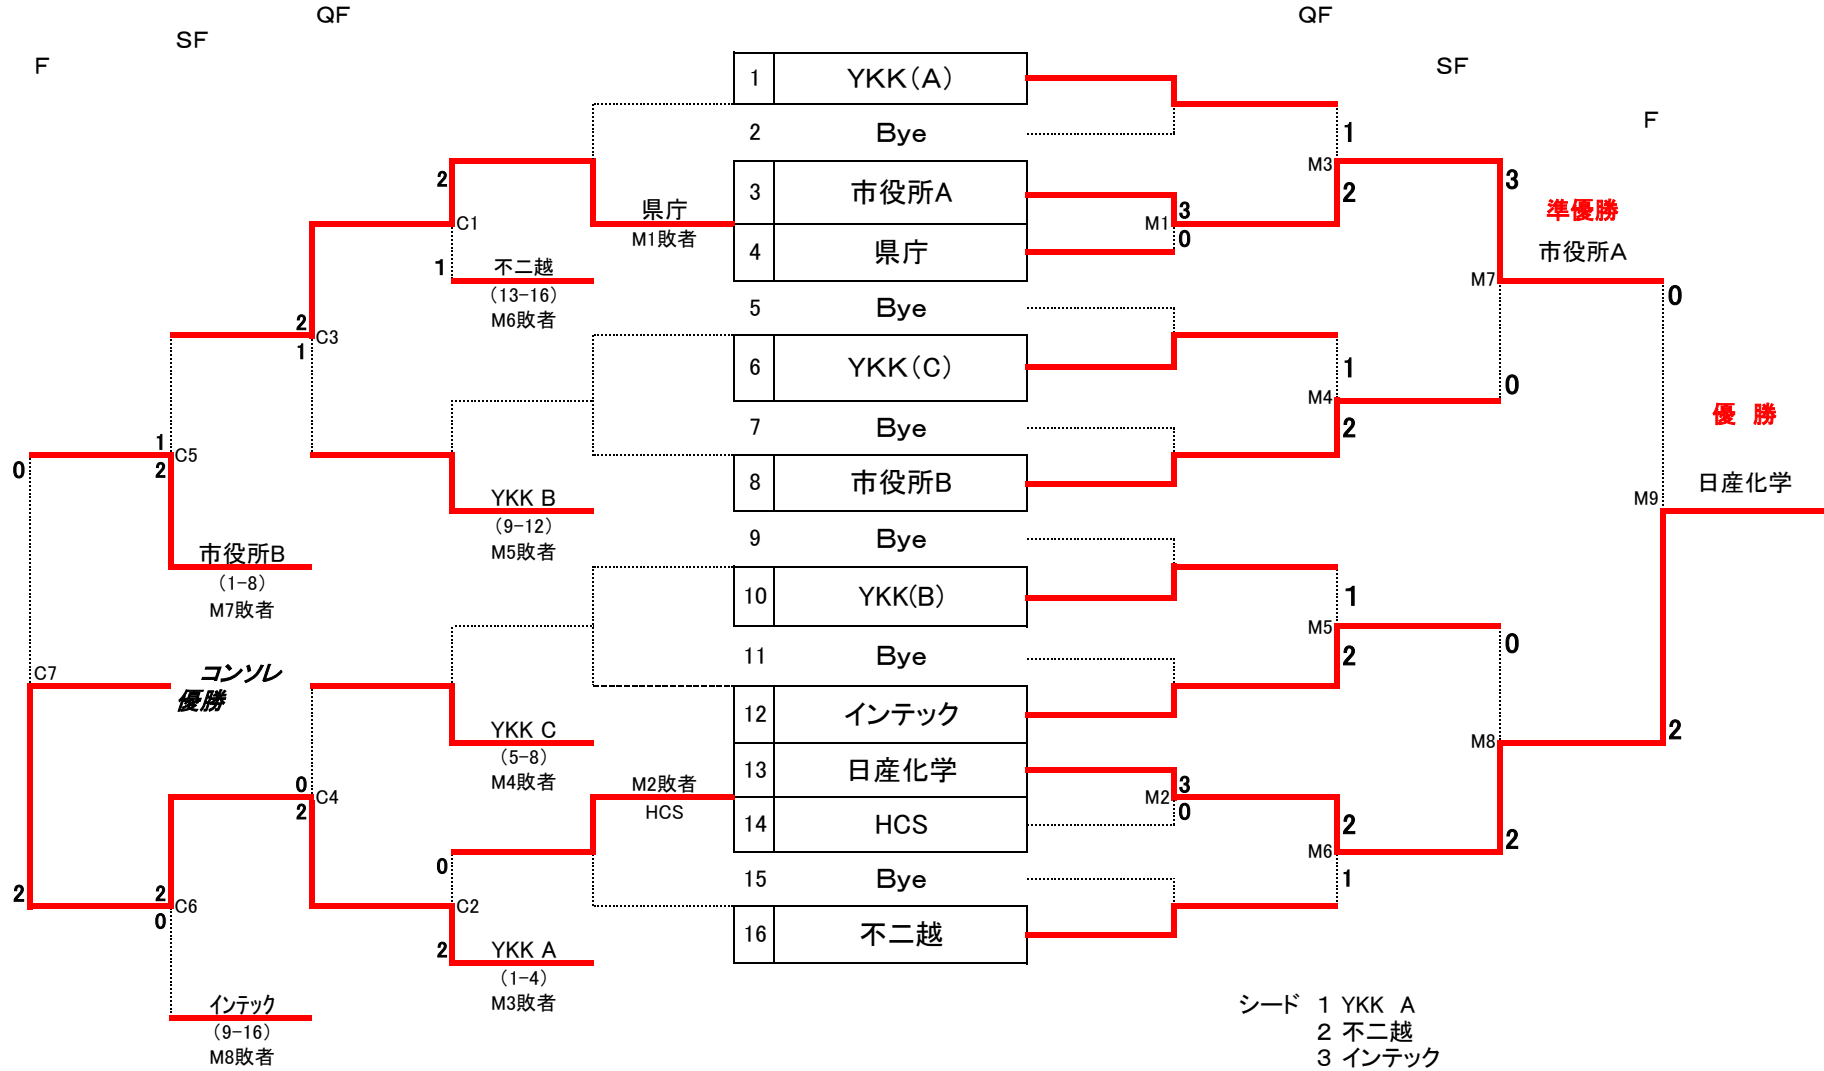 QF
QF
SF
SF
F
F
1 YKK(A)
2 Bye
3 市役所A
4 県庁
5 Bye
6 YKK(C)
7 Bye
8 市役所B
9 Bye
10 YKK(B)
11 Bye
12 インテック
13 日産化学
14 HCS
15 Bye
16 不二越
県庁
M1敗者
2
C1
1
不二越
(13-16)
M6敗者
2
C3
1
YKK B
(9-12)
M5敗者
1
C5
2
市役所B
(1-8)
M7敗者
0
C7
2
コンソレ
優勝
YKK C
(5-8)
M4敗者
M2敗者
HCS
0
C4
2
0
C2
2
YKK A
(1-4)
M3敗者
2
C6
0
インテック
(9-16)
M8敗者
3
M1
0
1
M3
2
1
M4
2
3
M7
0
準優勝
市役所A
0
M9
2
優 勝
日産化学
1
M5
2
3
M2
0
2
M6
1
0
M8
2
シード 1 YKK A
2 不二越
3 インテック